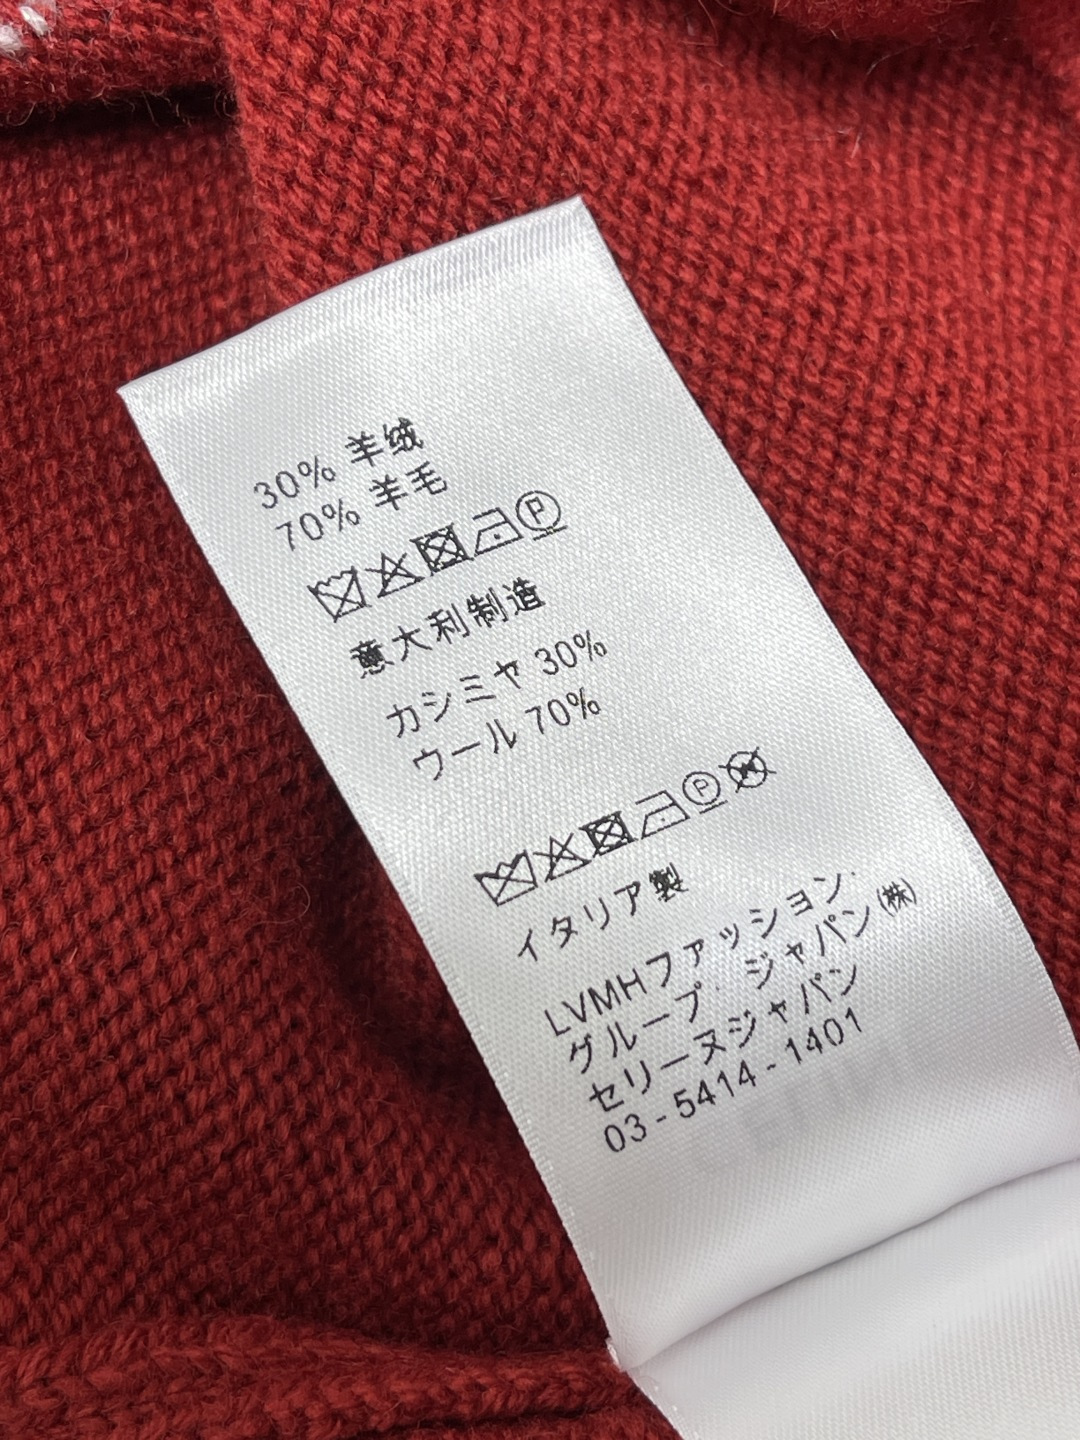 30% 羊绒
70% 羊毛
P
意大利制造
カシミヤ 30%
ウール 70%
P W
イタリア製
LVMHファッション·
グループ· ジャパン(株)
セリーヌジャパン
03-5414-1401